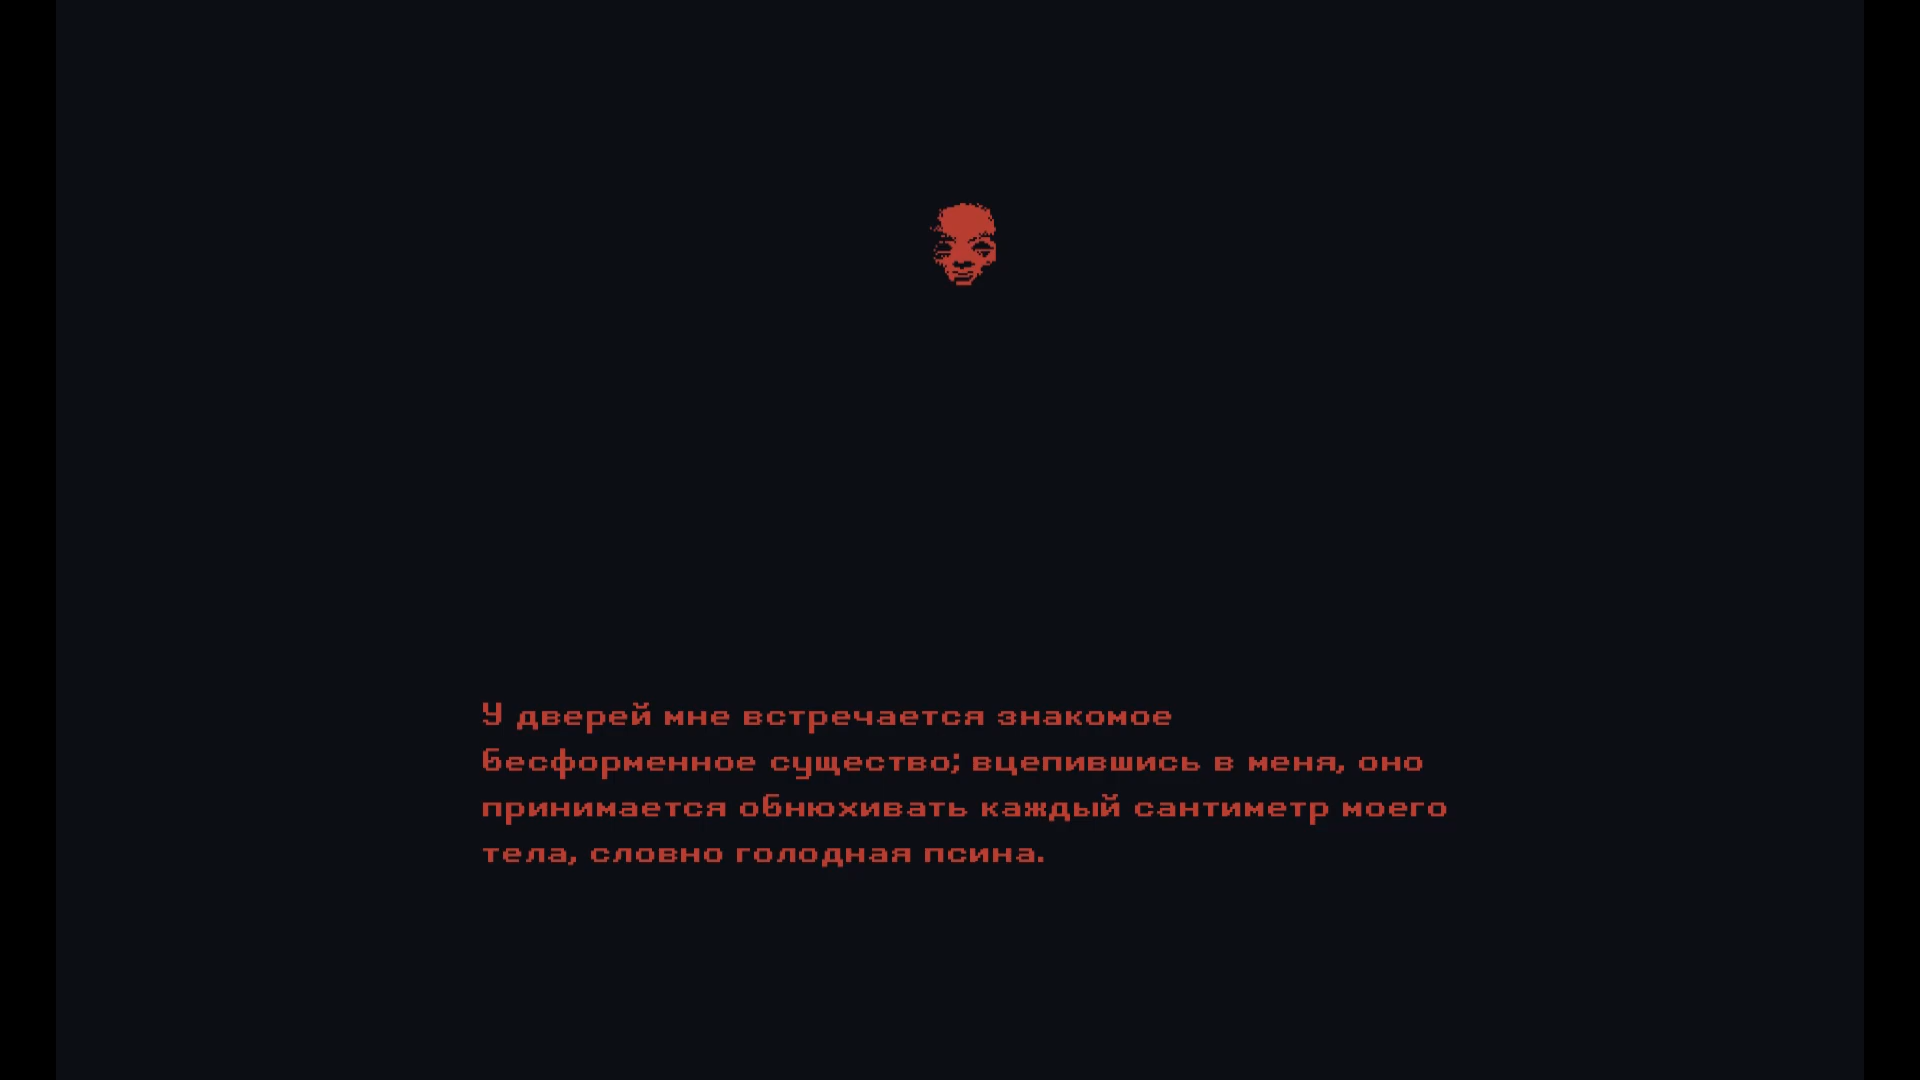 У дверей мне встречается знакомое
бесформенное существо; вцепившись в меня, оно
принимается обнюхивать каждый сантиметр моего
тела, словно голодная псина.